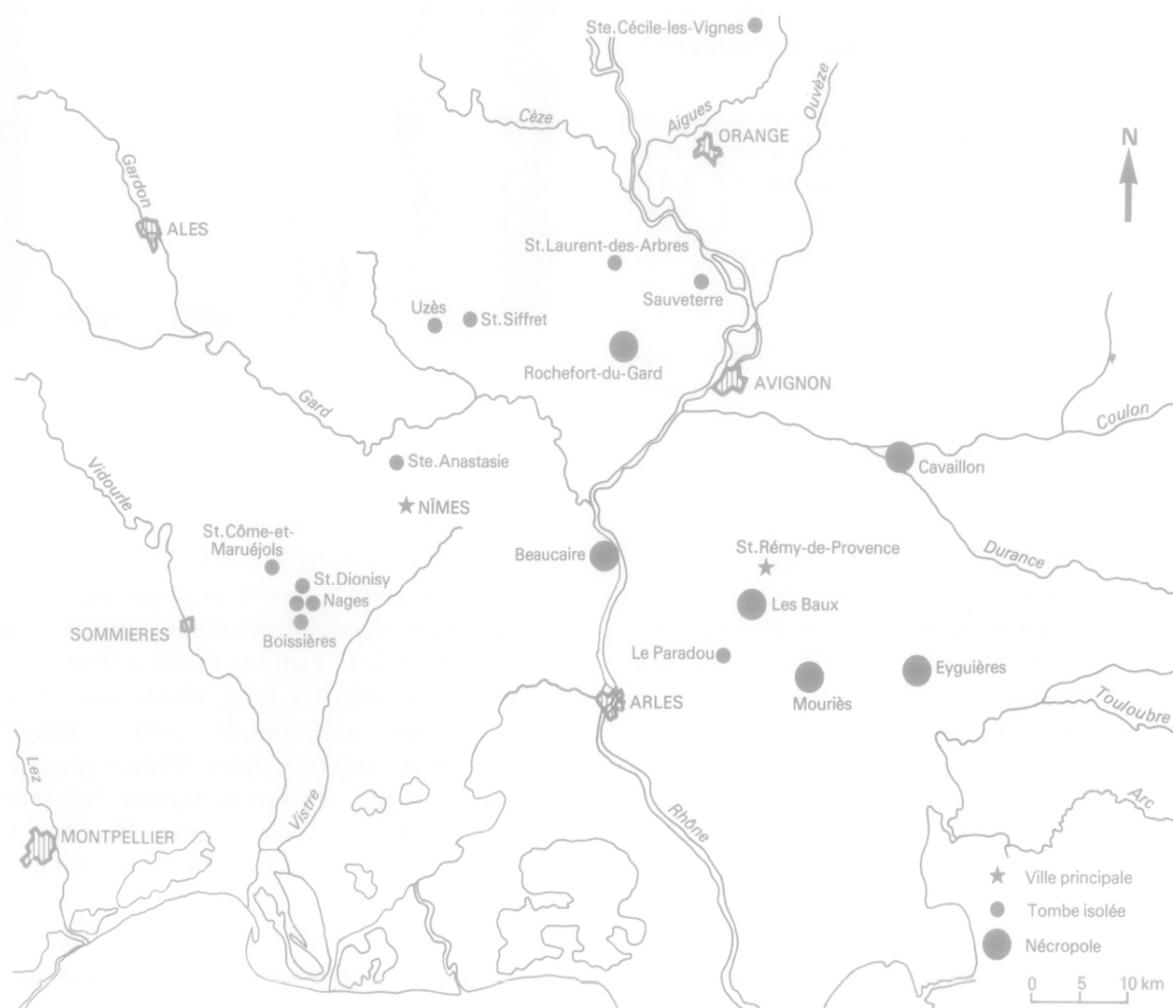 Ste.Cécile-les-Vignes
Cèze
Aigues
Ouvèze
ORANGE
N
Gardon
ALES
St.Laurent-des-Arbres
Sauveterre
Uzès
St.Siffret
Rochefort-du-Gard
AVIGNON
Gard
Coulon
Ste.Anastasie
Cavaillon
Vidourle
NÎMES
St.Côme-et-
Maruéjols
Beaucaire
St.Rémy-de-Provence
Durance
St.Dionisy
Nages
Les Baux
SOMMIERES
Boissières
Le Paradou
Eyguières
Mouriès
ARLES
Touloubre
Lez
Vistre
Rhône
Arc
MONTPELLIER
Ville principale
Tombe isolée
Nécropole
0 5 10 km